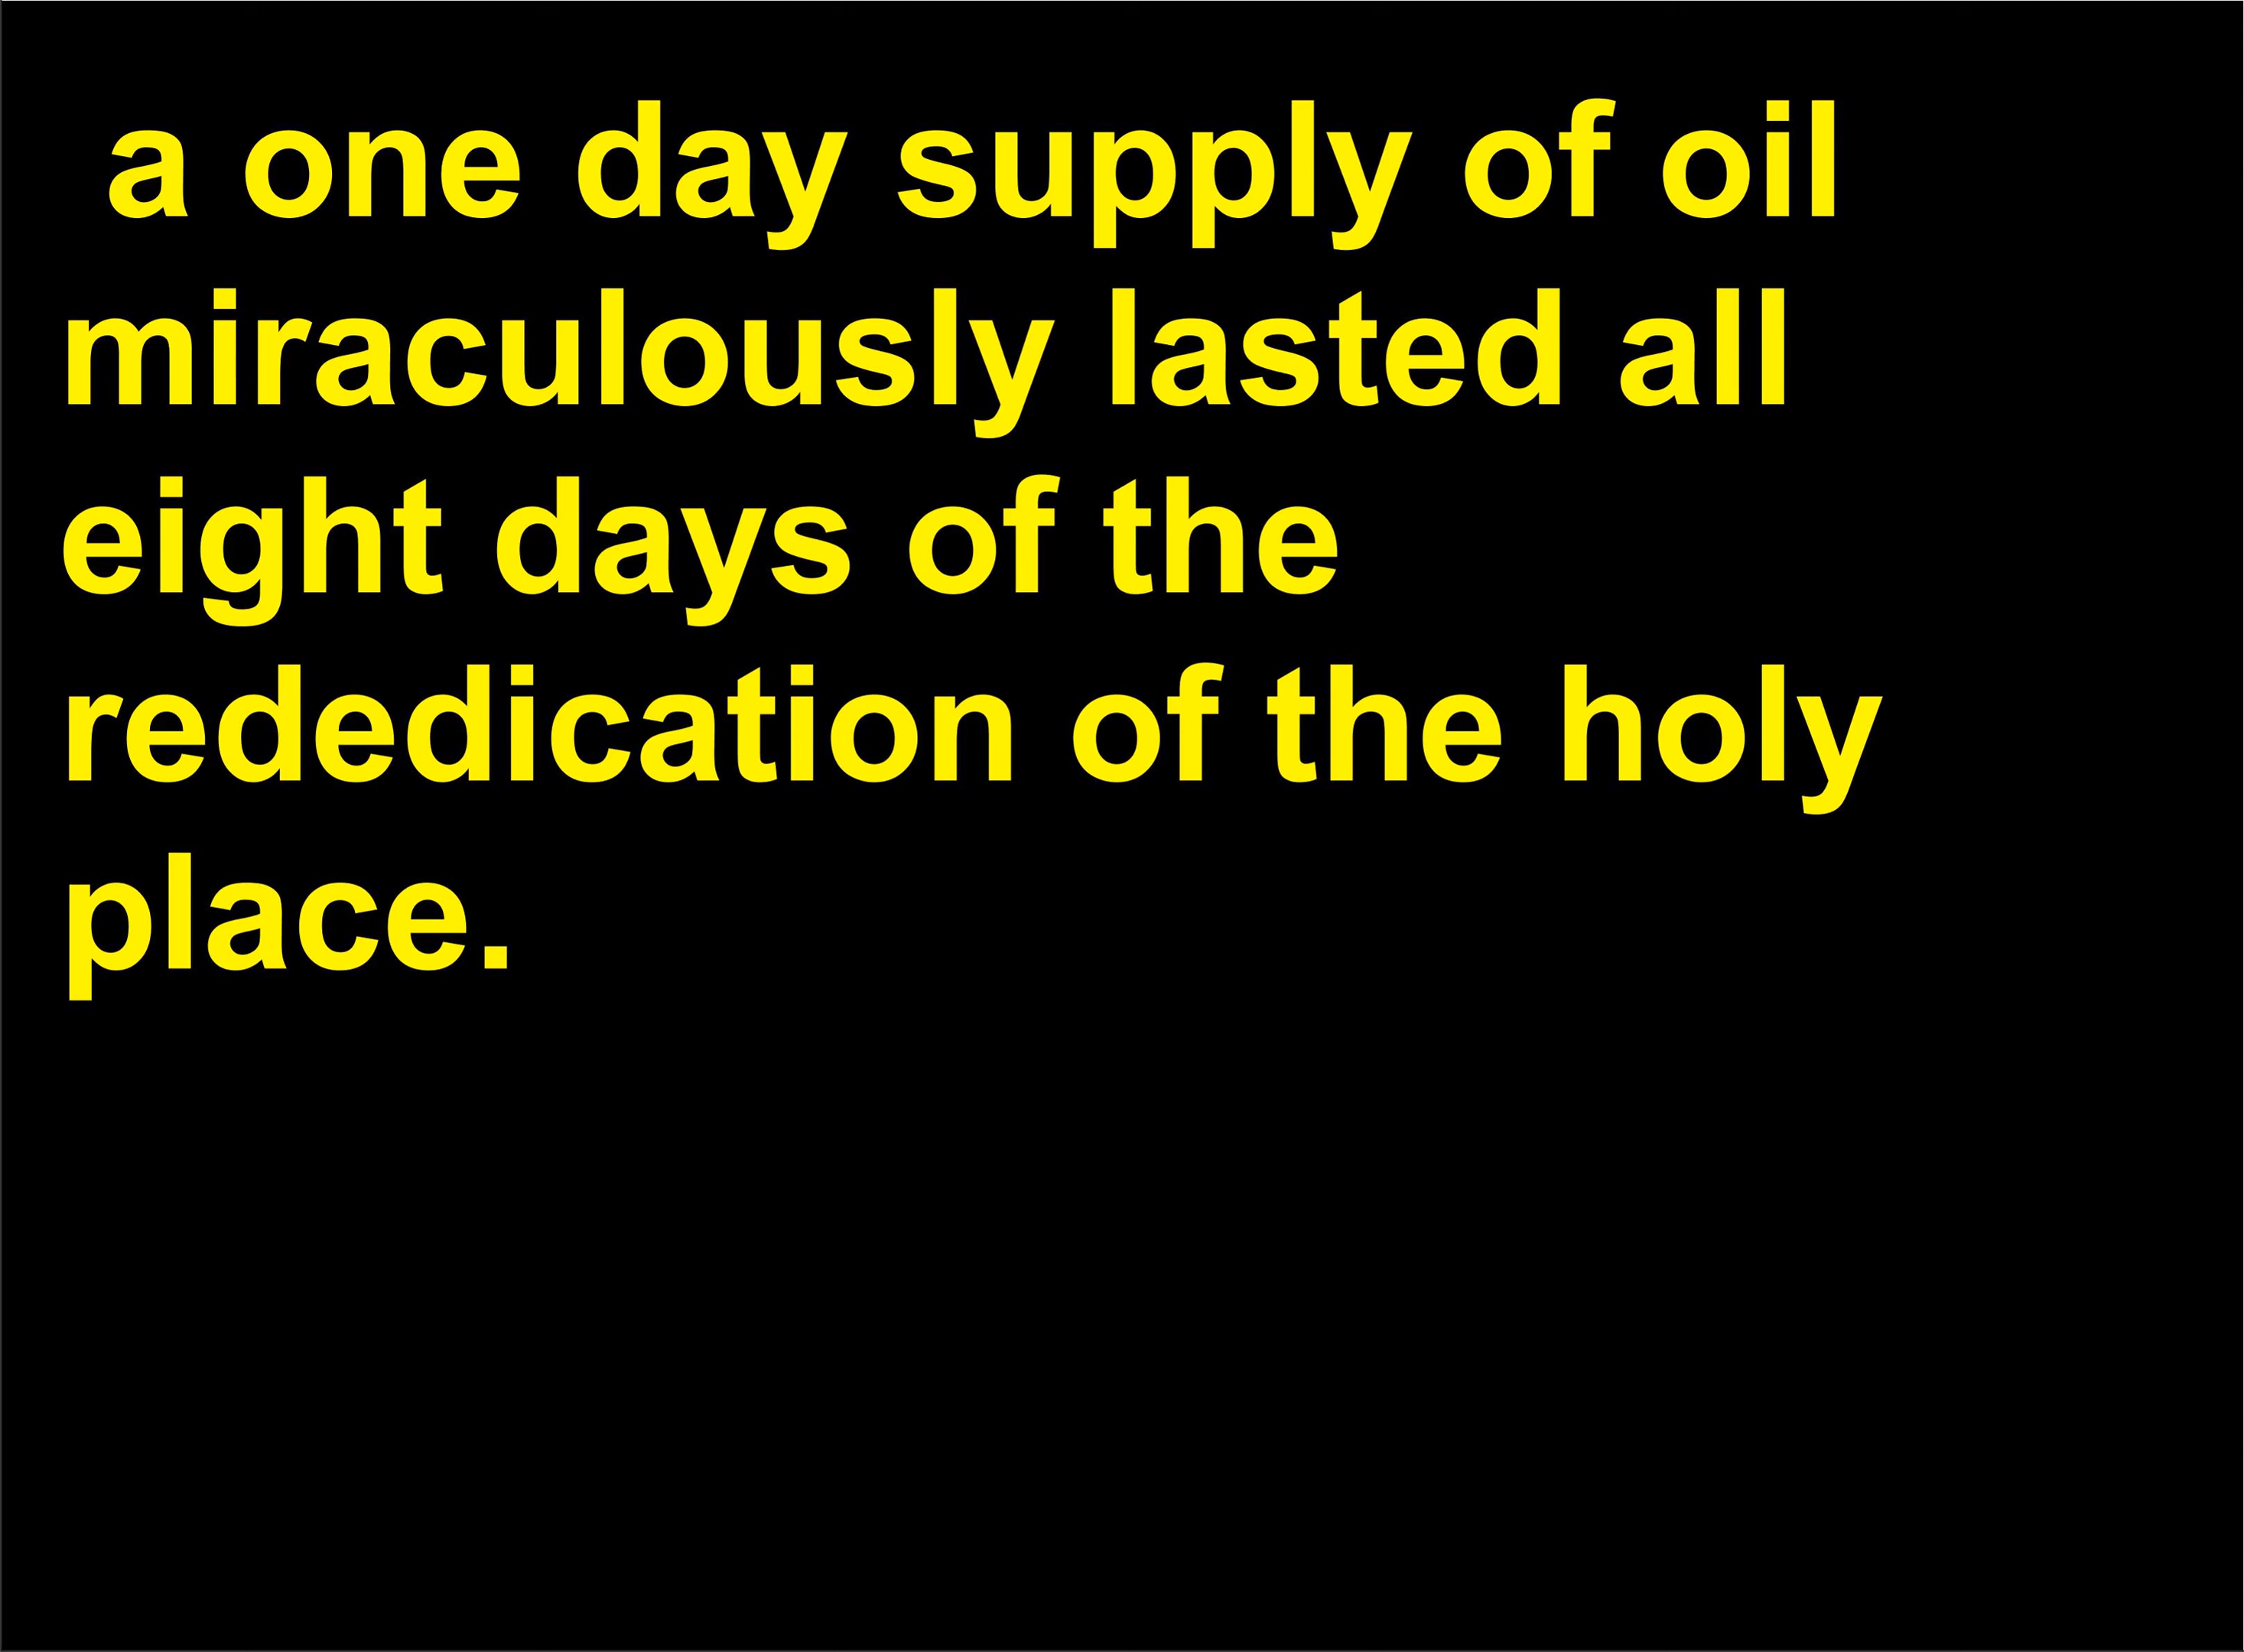 a one day supply of oil
miraculously lasted all
eight days of the
rededication of the holy
place.